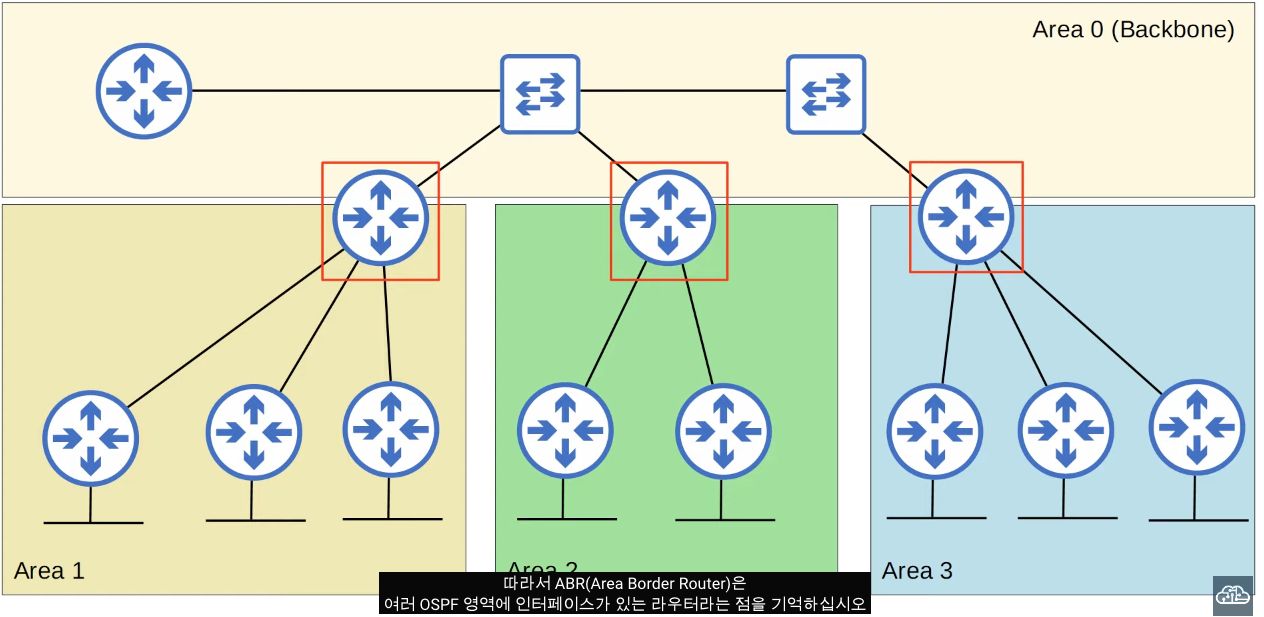 Area 0 (Backbone)
Area 1
Area 2
Area 3
따라서 ABR(Area Border Router)은
여러 OSPF 영역에 인터페이스가 있는 라우터라는 점을 기억하십시오